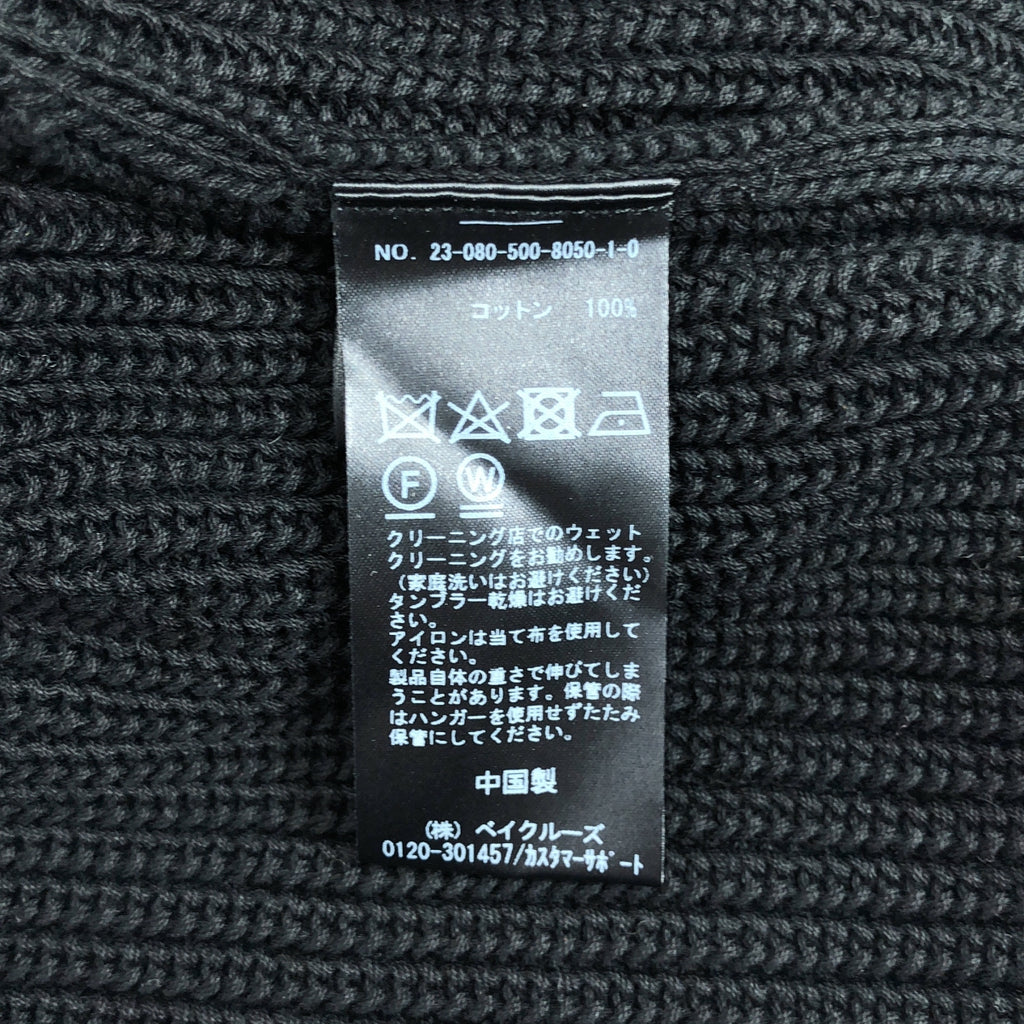 NO. 23-080-500-8050-1-0
コットン 100%
F W
クリーニング店でのウェット
クリーニングをお勧めします。
(家庭洗いはお避けください)
タンブラー乾燥はお避けくだ
さい。
アイロンは当て布を使用して
ください。
製品自体の重さで伸びてしま
うことがあります。保管の際
はハンガーを使用せずたたみ
保管にしてください。
中国製
(株) ベイクルーズ
0120-301457/カスタマーサポート